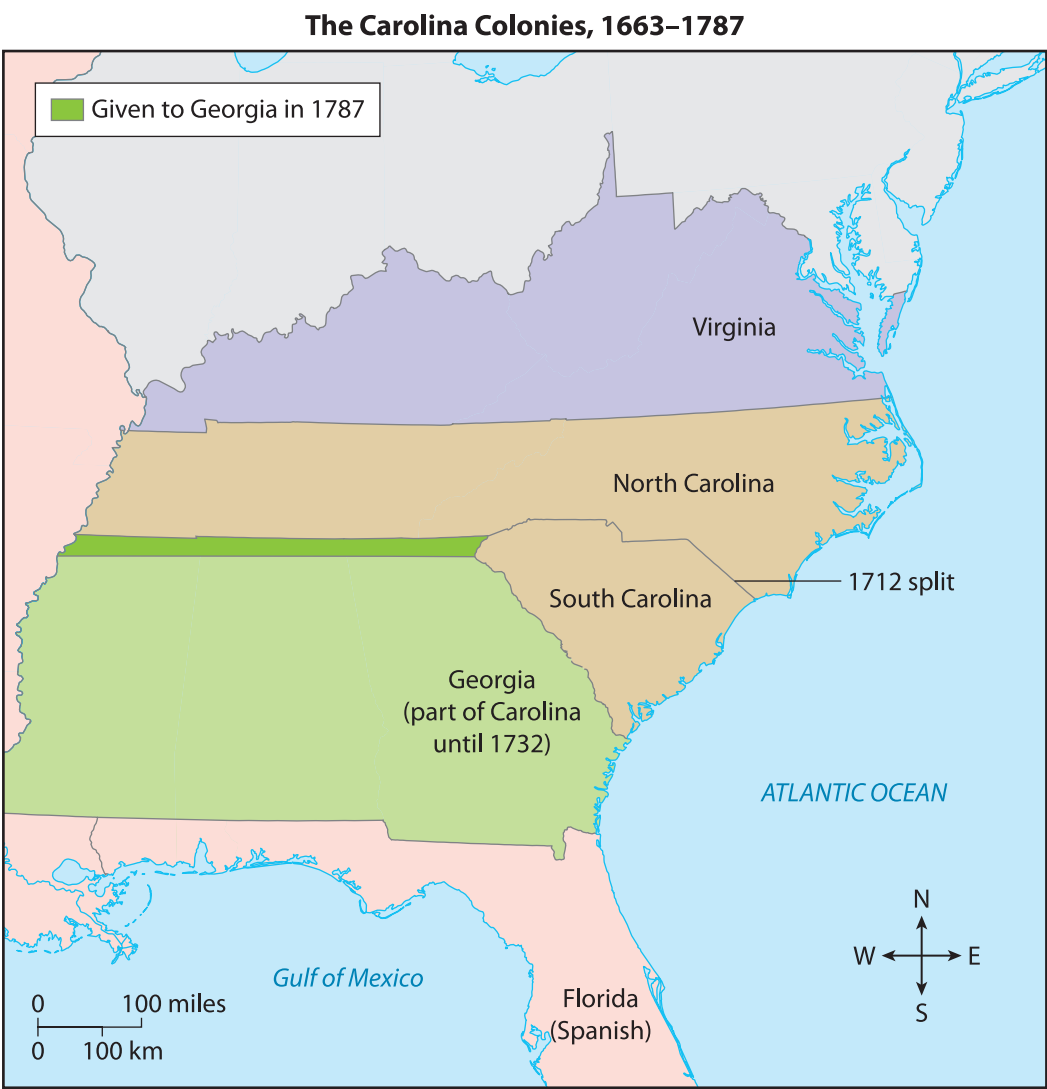 The Carolina Colonies, 1663–1787
Given to Georgia in 1787
Virginia
North Carolina
1712 split
South Carolina
Georgia
(part of Carolina
until 1732)
ATLANTIC OCEAN
N
W E
S
Gulf of Mexico
Florida
(Spanish)
0 100 miles
0 100 km